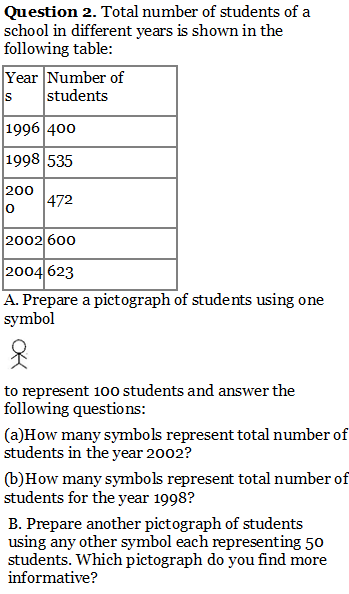 Question 2. Total number of students of a
school in different years is shown in the
following table:
Year Number of
s students
1996 400
1998 535
200
0 472
2002 600
2004 623
A. Prepare a pictograph of students using one
symbol
to represent 100 students and answer the
following questions:
(a)How many symbols represent total number of
students in the year 2002?
(b)How many symbols represent total number of
students for the year 1998?
B. Prepare another pictograph of students
using any other symbol each representing 50
students. Which pictograph do you find more
informative?